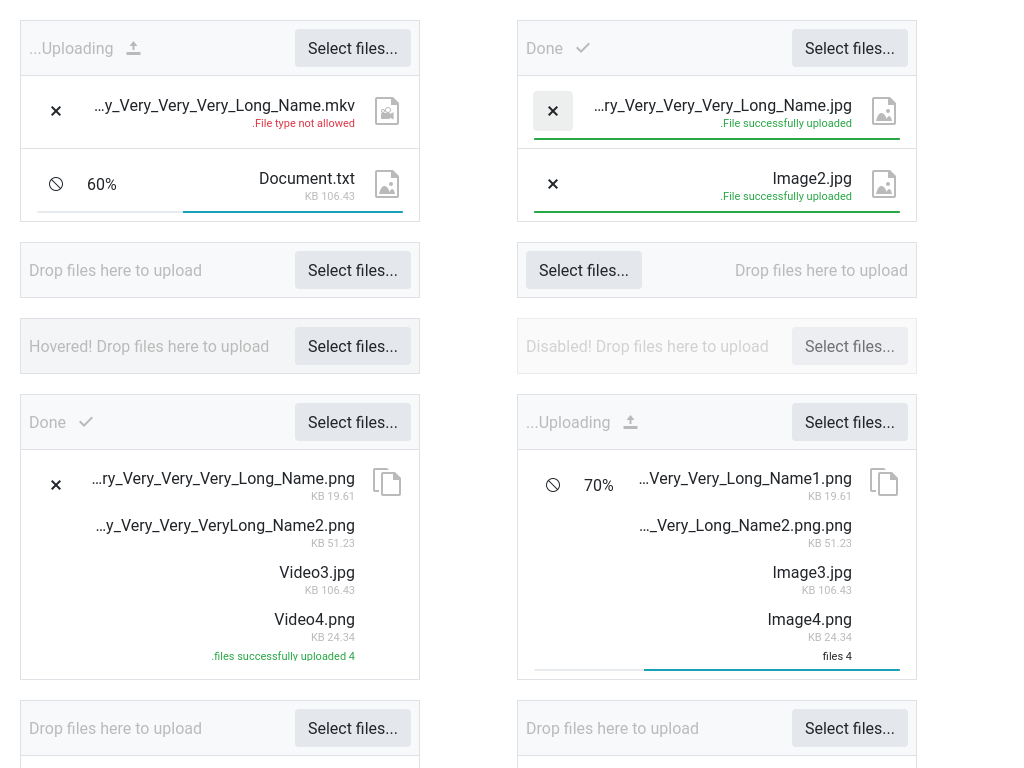 ...Uploading
Select files...
...y_Very_Very_Very_Long_Name.mkv
.File type not allowed
60%
Document.txt
KB 106.43
Done
Select files...
...ry_Very_Very_Very_Long_Name.jpg
.File successfully uploaded
Image2.jpg
.File successfully uploaded
Drop files here to upload
Select files...
Select files...
Drop files here to upload
Hovered! Drop files here to upload
Select files...
Disabled! Drop files here to upload
Select files...
Done
Select files...
...ry_Very_Very_Very_Long_Name.png
KB 19.61
...y_Very_Very_VeryLong_Name2.png
KB 51.23
Video3.jpg
KB 106.43
Video4.png
KB 24.34
.files successfully uploaded 4
...Uploading
Select files...
70%
...Very_Very_Long_Name1.png
KB 19.61
..._Very_Long_Name2.png.png
KB 51.23
Image3.jpg
KB 106.43
Image4.png
KB 24.34
files 4
Drop files here to upload
Select files...
Drop files here to upload
Select files...